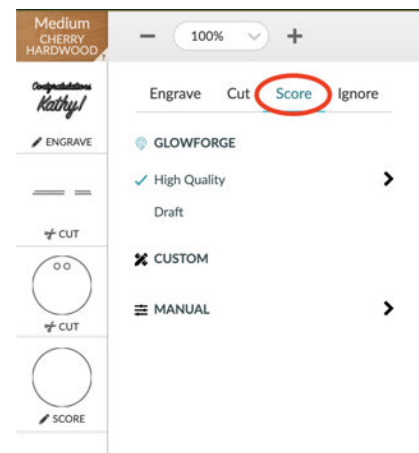 Medium
CHERRY
HARDWOOD
100%
Congratulations
Kathy!
ENGRAVE
CUT
CUT
SCORE
Engrave Cut Score Ignore
GLOWFORGE
High Quality
Draft
CUSTOM
MANUAL